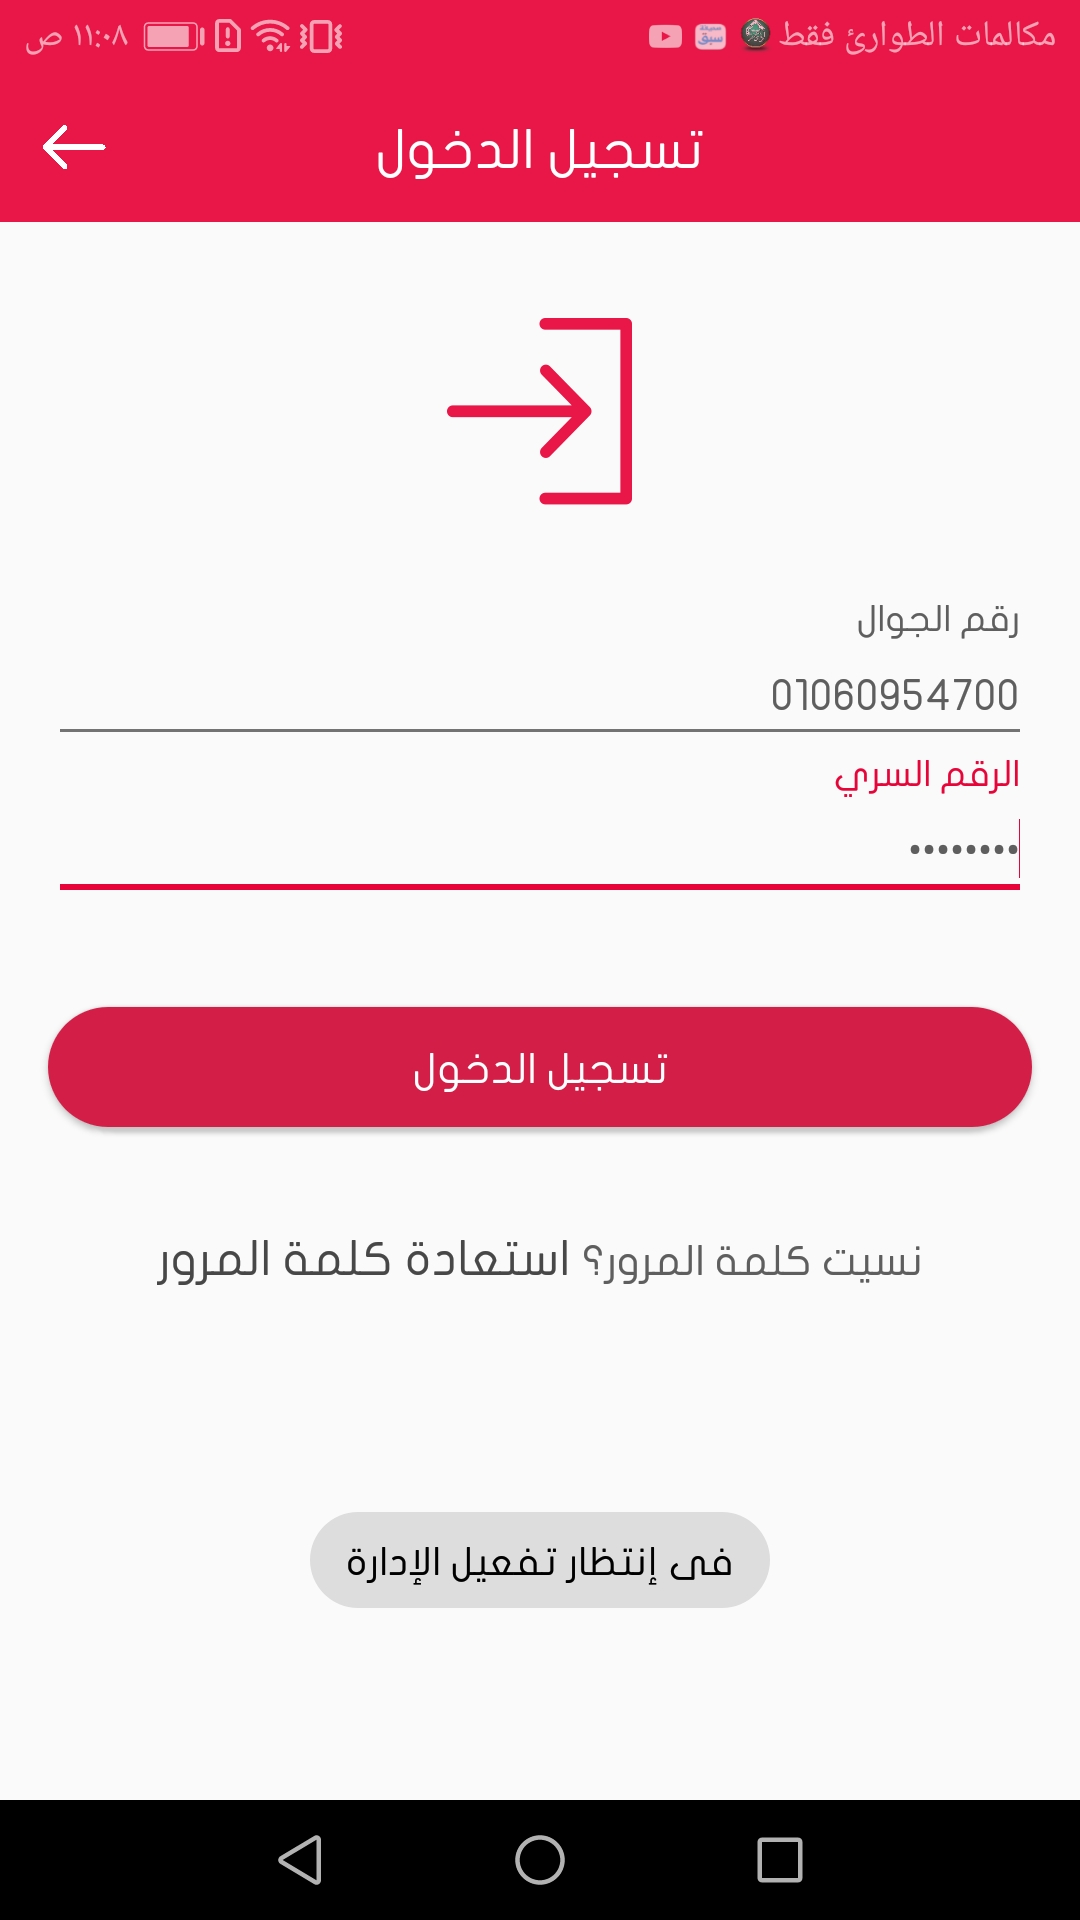 مكالمات الطوارئ فقط سبق ١١:٠٨ ص
تسجيل الدخول
رقم الجوال
01060954700
الرقم السري
••••••••
تسجيل الدخول
نسيت كلمة المرور؟ استعادة كلمة المرور
فى إنتظار تفعيل الإدارة